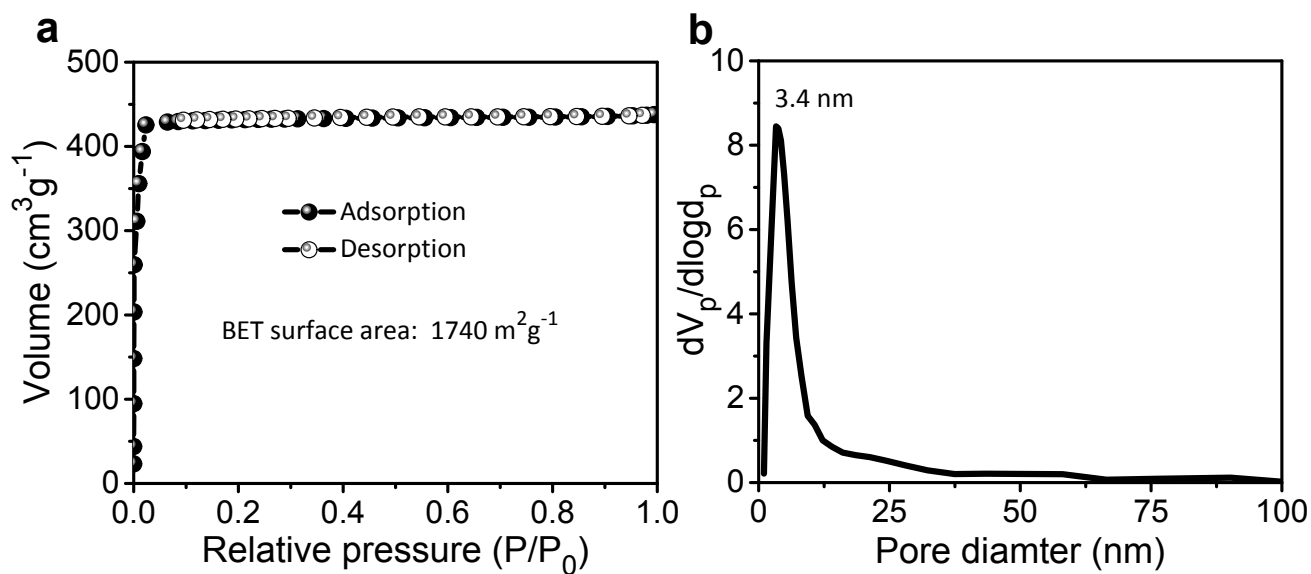 a
Volume (cm³g⁻¹)
500
400
300
200
100
0
Adsorption
Desorption
BET surface area: 1740 m²g⁻¹
0.0 0.2 0.4 0.6 0.8 1.0
Relative pressure (P/P₀)
b
dVₚ/dlogdₚ
10
8
6
4
2
0
3.4 nm
0 25 50 75 100
Pore diamter (nm)